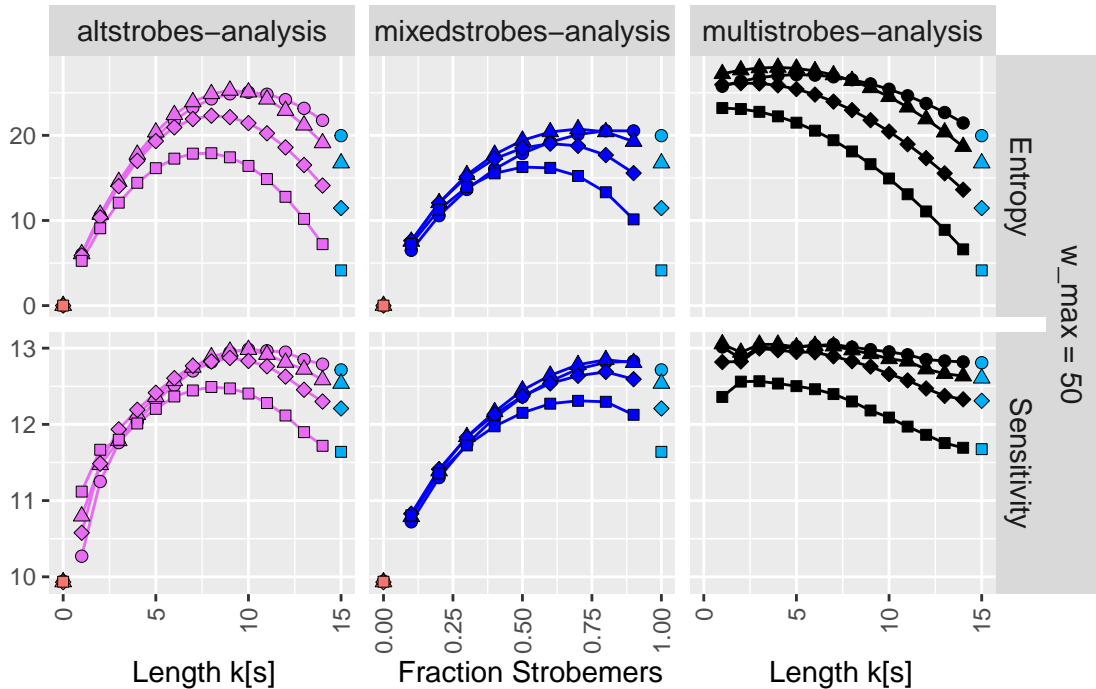 altstrobes−analysis mixedstrobes−analysis multistrobes−analysis
20
10
0
Entropy
13
12
11
10
Sensitivity
w_max = 50
0 5 10 15 0.00 0.25 0.50 0.75 1.00 0 5 10 15
Length k[s] Fraction Strobemers Length k[s]